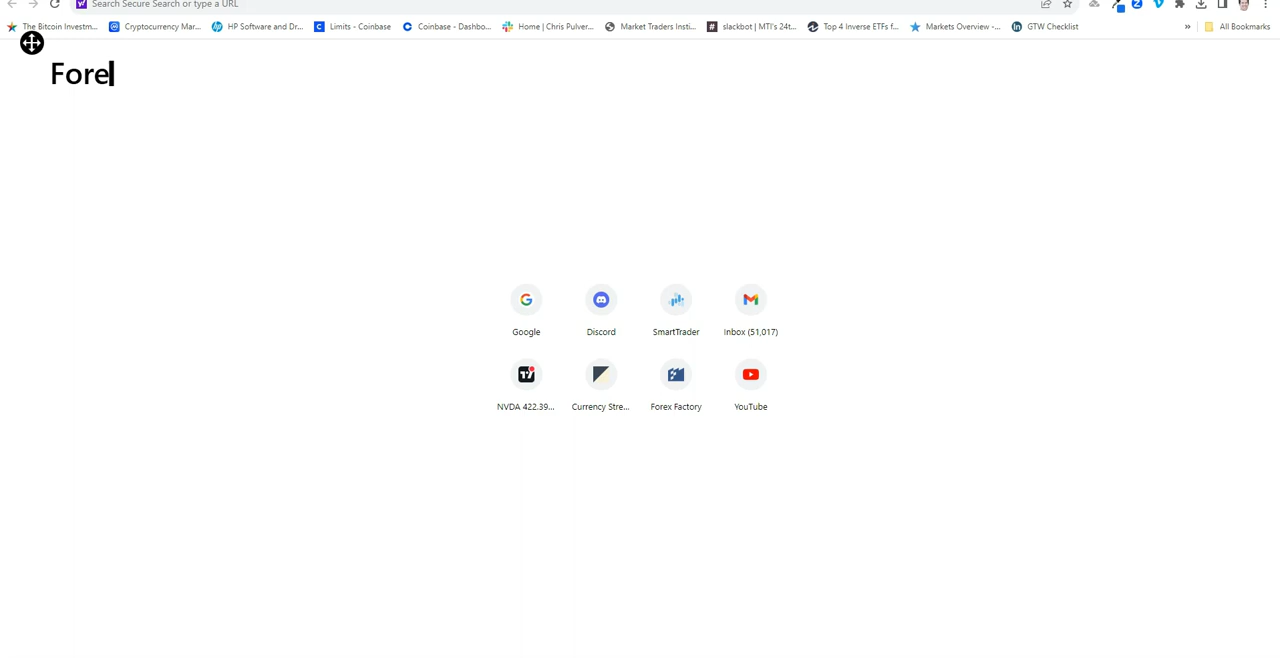 Search Secure Search or type a URL
The Bitcoin Investm... Cryptocurrency Mar... HP Software and Dr... Limits - Coinbase Coinbase - Dashbo... Home | Chris Pulver... Market Traders Insti... slackbot | MTI's 24t... Top 4 Inverse ETFs f... Markets Overview -... GTW Checklist » All Bookmarks
Fore
Google Discord SmartTrader Inbox (51,017)
NVDA 422.39... Currency Stre... Forex Factory YouTube